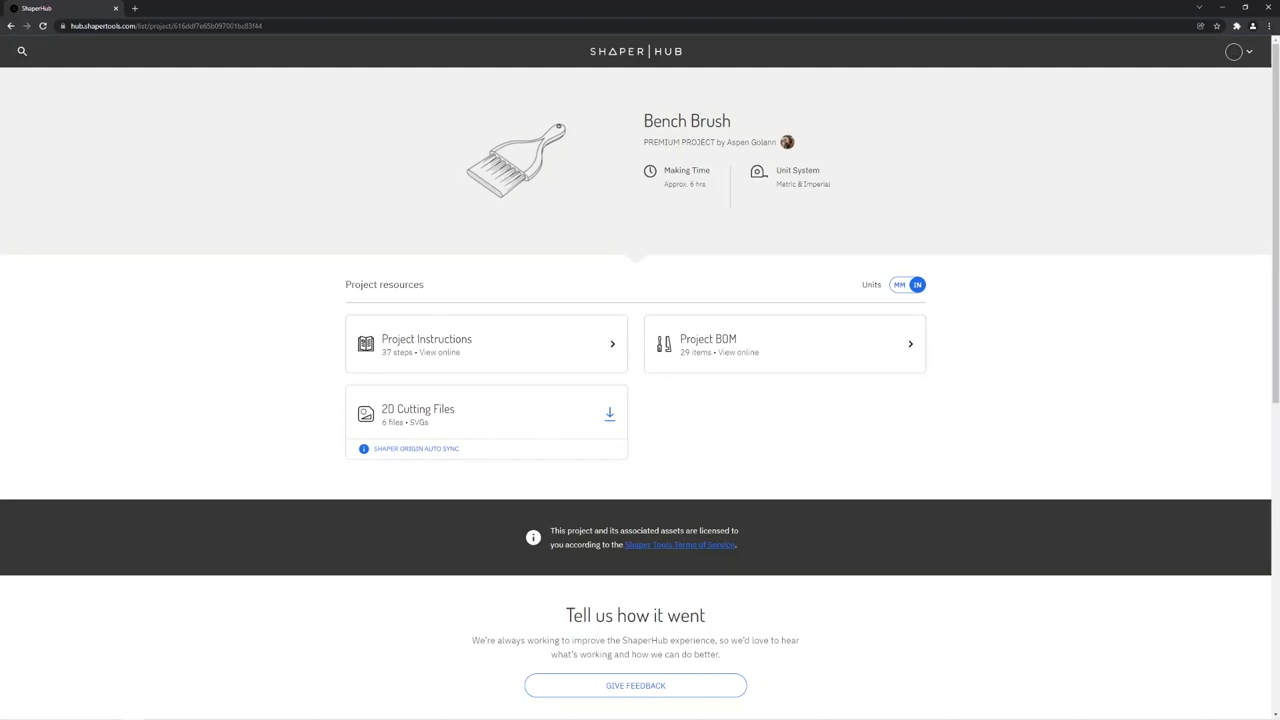 ShaperHub
hub.shapertools.com/list/project/616ddf7e65b097001bc83f44
SHAPER|HUB
Bench Brush
PREMIUM PROJECT by Aspen Golann
Making Time
Approx. 6 hrs
Unit System
Metric & Imperial
Project resources
Units MM IN
Project Instructions
37 steps • View online
Project BOM
29 items • View online
2D Cutting Files
6 files • SVGs
SHAPER ORIGIN AUTO SYNC
This project and its associated assets are licensed to
you according to the Shaper Tools Terms of Service.
Tell us how it went
We're always working to improve the ShaperHub experience, so we'd love to hear
what's working and how we can do better.
GIVE FEEDBACK